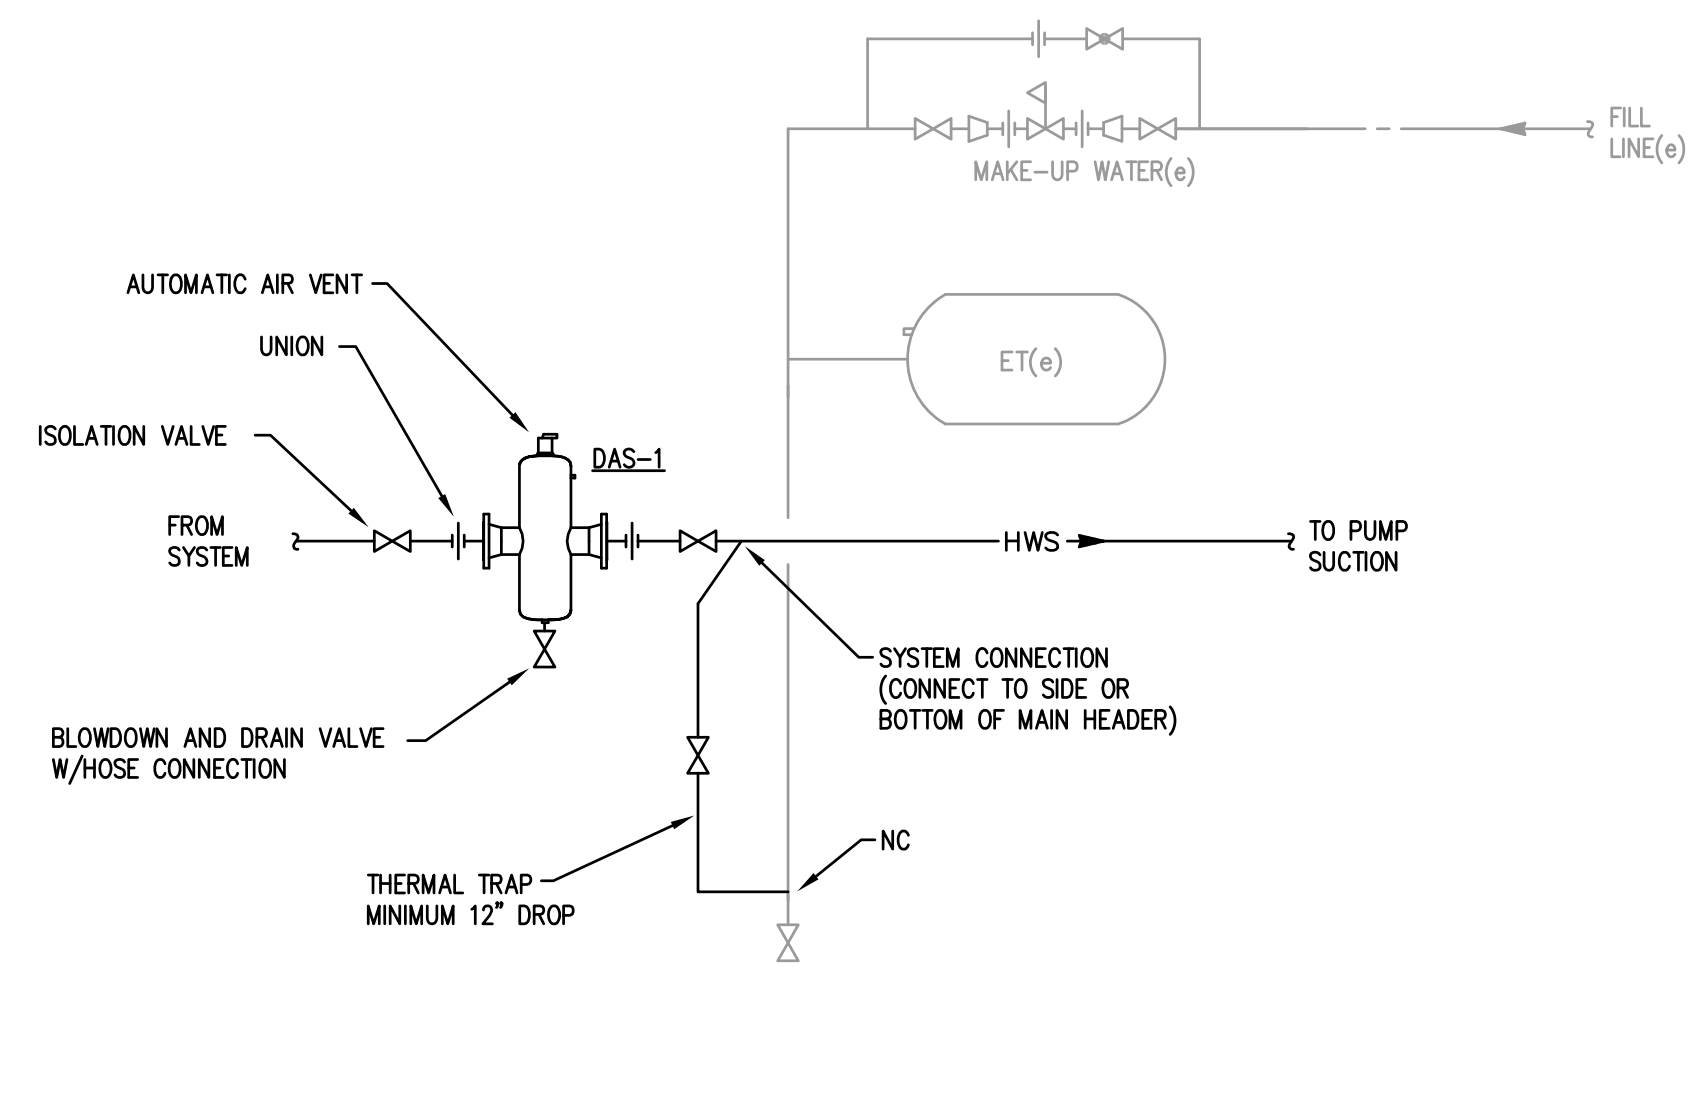 FILL
LINE(e)
MAKE-UP WATER(e)
AUTOMATIC AIR VENT
UNION
ET(e)
ISOLATION VALVE
DAS-1
FROM
SYSTEM
HWS
TO PUMP
SUCTION
SYSTEM CONNECTION
(CONNECT TO SIDE OR
BOTTOM OF MAIN HEADER)
BLOWDOWN AND DRAIN VALVE
W/HOSE CONNECTION
NC
THERMAL TRAP
MINIMUM 12" DROP